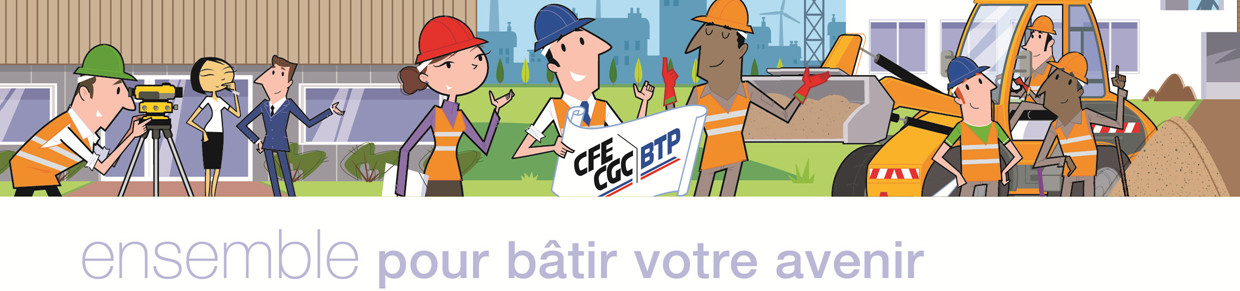 CFE BTP
CGC
ensemble pour bâtir votre avenir